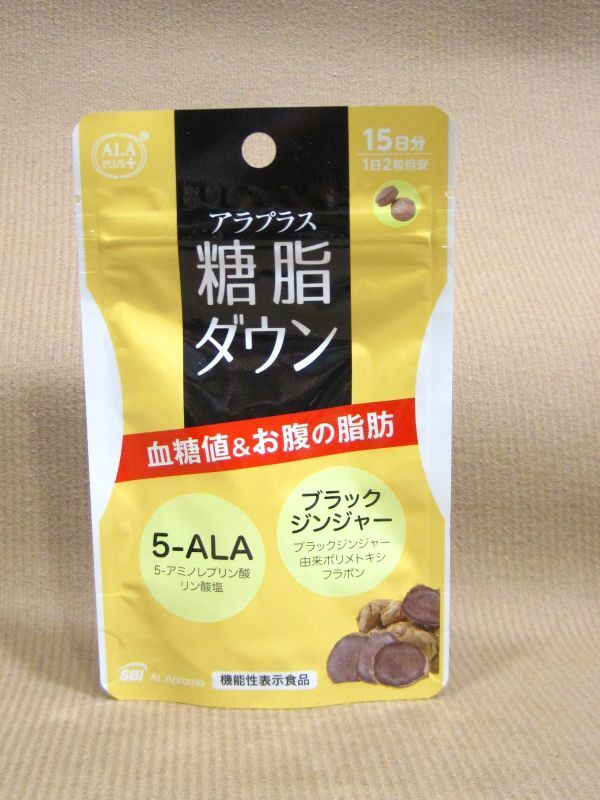 ALA
PLUS+
15日分
1日2粒目安
アラプラス
糖脂
ダウン
血糖値&お腹の脂肪
5-ALA
5-アミノレブリン酸
リン酸塩
ブラック
ジンジャー
ブラックジンジャー
由来ポリメトキシ
フラボン
SBI ALApromo
機能性表示食品